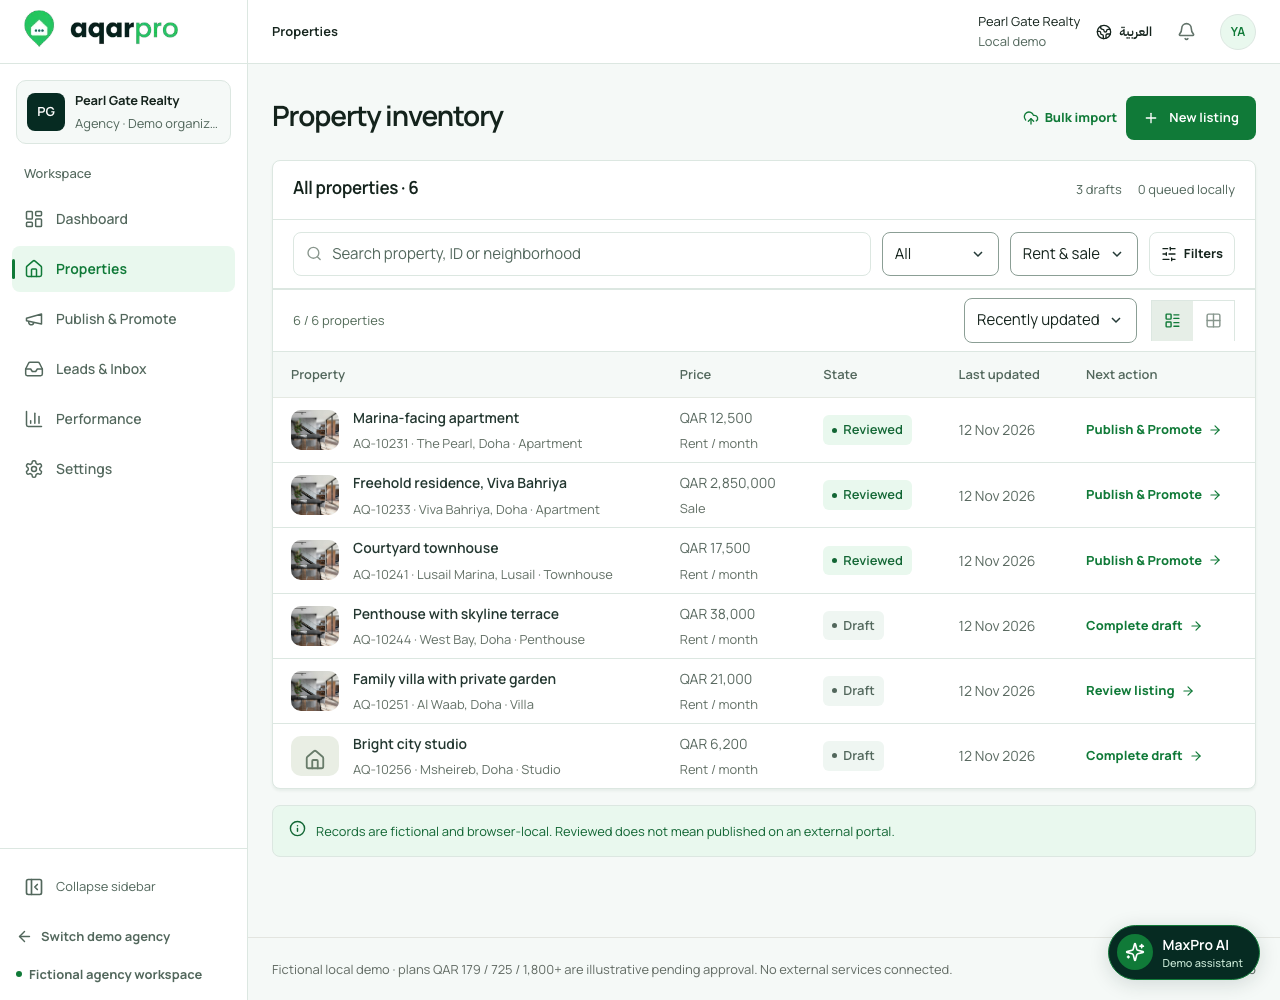 aqarpro
Properties
Pearl Gate Realty
Local demo
العربية
YA
PG
Pearl Gate Realty
Agency · Demo organiz...
Workspace
Dashboard
Properties
Publish & Promote
Leads & Inbox
Performance
Settings
Collapse sidebar
Switch demo agency
Fictional agency workspace
Property inventory
Bulk import
New listing
All properties · 6
3 drafts
0 queued locally
Search property, ID or neighborhood
All
Rent & sale
Filters
6 / 6 properties
Recently updated
Property
Price
State
Last updated
Next action
Marina-facing apartment
AQ-10231 · The Pearl, Doha · Apartment
QAR 12,500
Rent / month
Reviewed
12 Nov 2026
Publish & Promote
Freehold residence, Viva Bahriya
AQ-10233 · Viva Bahriya, Doha · Apartment
QAR 2,850,000
Sale
Reviewed
12 Nov 2026
Publish & Promote
Courtyard townhouse
AQ-10241 · Lusail Marina, Lusail · Townhouse
QAR 17,500
Rent / month
Reviewed
12 Nov 2026
Publish & Promote
Penthouse with skyline terrace
AQ-10244 · West Bay, Doha · Penthouse
QAR 38,000
Rent / month
Draft
12 Nov 2026
Complete draft
Family villa with private garden
AQ-10251 · Al Waab, Doha · Villa
QAR 21,000
Rent / month
Draft
12 Nov 2026
Review listing
Bright city studio
AQ-10256 · Msheireb, Doha · Studio
QAR 6,200
Rent / month
Draft
12 Nov 2026
Complete draft
Records are fictional and browser-local. Reviewed does not mean published on an external portal.
Fictional local demo · plans QAR 179 / 725 / 1,800+ are illustrative pending approval. No external services connected.
MaxPro AI
Demo assistant